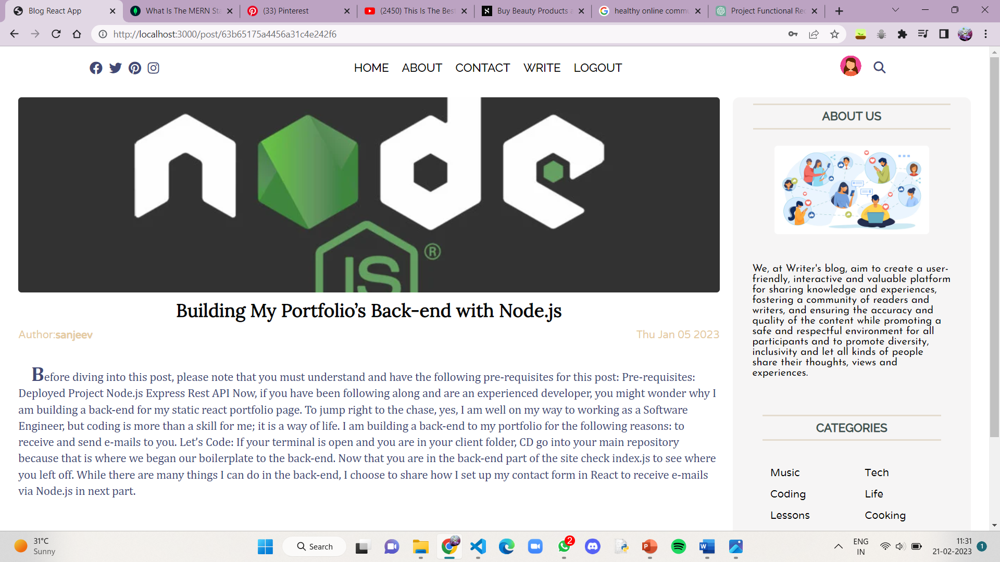 Blog React App
What Is The MERN Sta
(33) Pinterest
(2450) This Is The Best
Buy Beauty Products a
healthy online commu
Project Functional Rec
http://localhost:3000/post/63b65175a4456a31c4e242f6
HOME ABOUT CONTACT WRITE LOGOUT
node
JS ®
Building My Portfolio’s Back-end with Node.js
Author:sanjeev
Thu Jan 05 2023
Before diving into this post, please note that you must understand and have the following pre-requisites for this post: Pre-requisites:
Deployed Project Node.js Express Rest API Now, if you have been following along and are an experienced developer, you might wonder why I
am building a back-end for my static react portfolio page. To jump right to the chase, yes, I am well on my way to working as a Software
Engineer, but coding is more than a skill for me; it is a way of life. I am building a back-end to my portfolio for the following reasons: to
receive and send e-mails to you. Let’s Code: If your terminal is open and you are in your client folder, CD go into your main repository
because that is where we began our boilerplate to the back-end. Now that you are in the back-end part of the site check index.js to see where
you left off. While there are many things I can do in the back-end, I choose to share how I set up my contact form in React to receive e-mails
via Node.js in next part.
ABOUT US
We, at Writer's blog, aim to create a user-
friendly, interactive and valuable platform
for sharing knowledge and experiences,
fostering a community of readers and
writers, and ensuring the accuracy and
quality of the content while promoting a
safe and respectful environment for all
participants and to promote diversity,
inclusivity and let all kinds of people
share their thoughts, views and
experiences.
CATEGORIES
Music Tech
Coding Life
Lessons Cooking
31°C
Sunny
Search
2
ENG
IN
11:31
21-02-2023
1